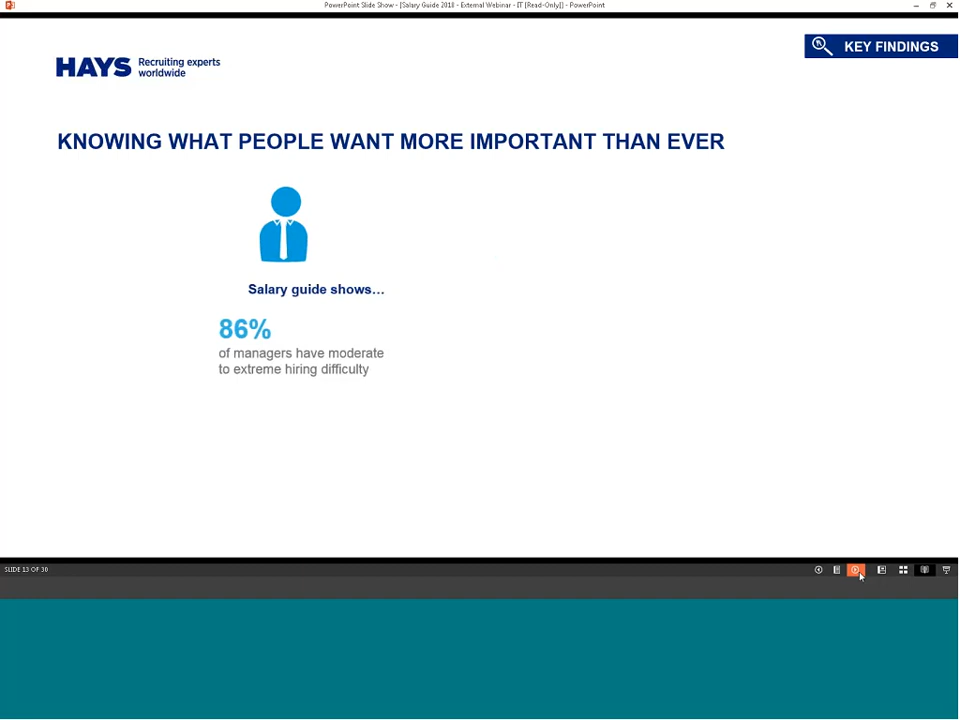 PowerPoint Slide Show - [Salary Guide 2018 - External Webinar - IT [Read-Only]] - PowerPoint
KEY FINDINGS
HAYS Recruiting experts
worldwide
KNOWING WHAT PEOPLE WANT MORE IMPORTANT THAN EVER
Salary guide shows…
86%
of managers have moderate
to extreme hiring difficulty
SLIDE 13 OF 30